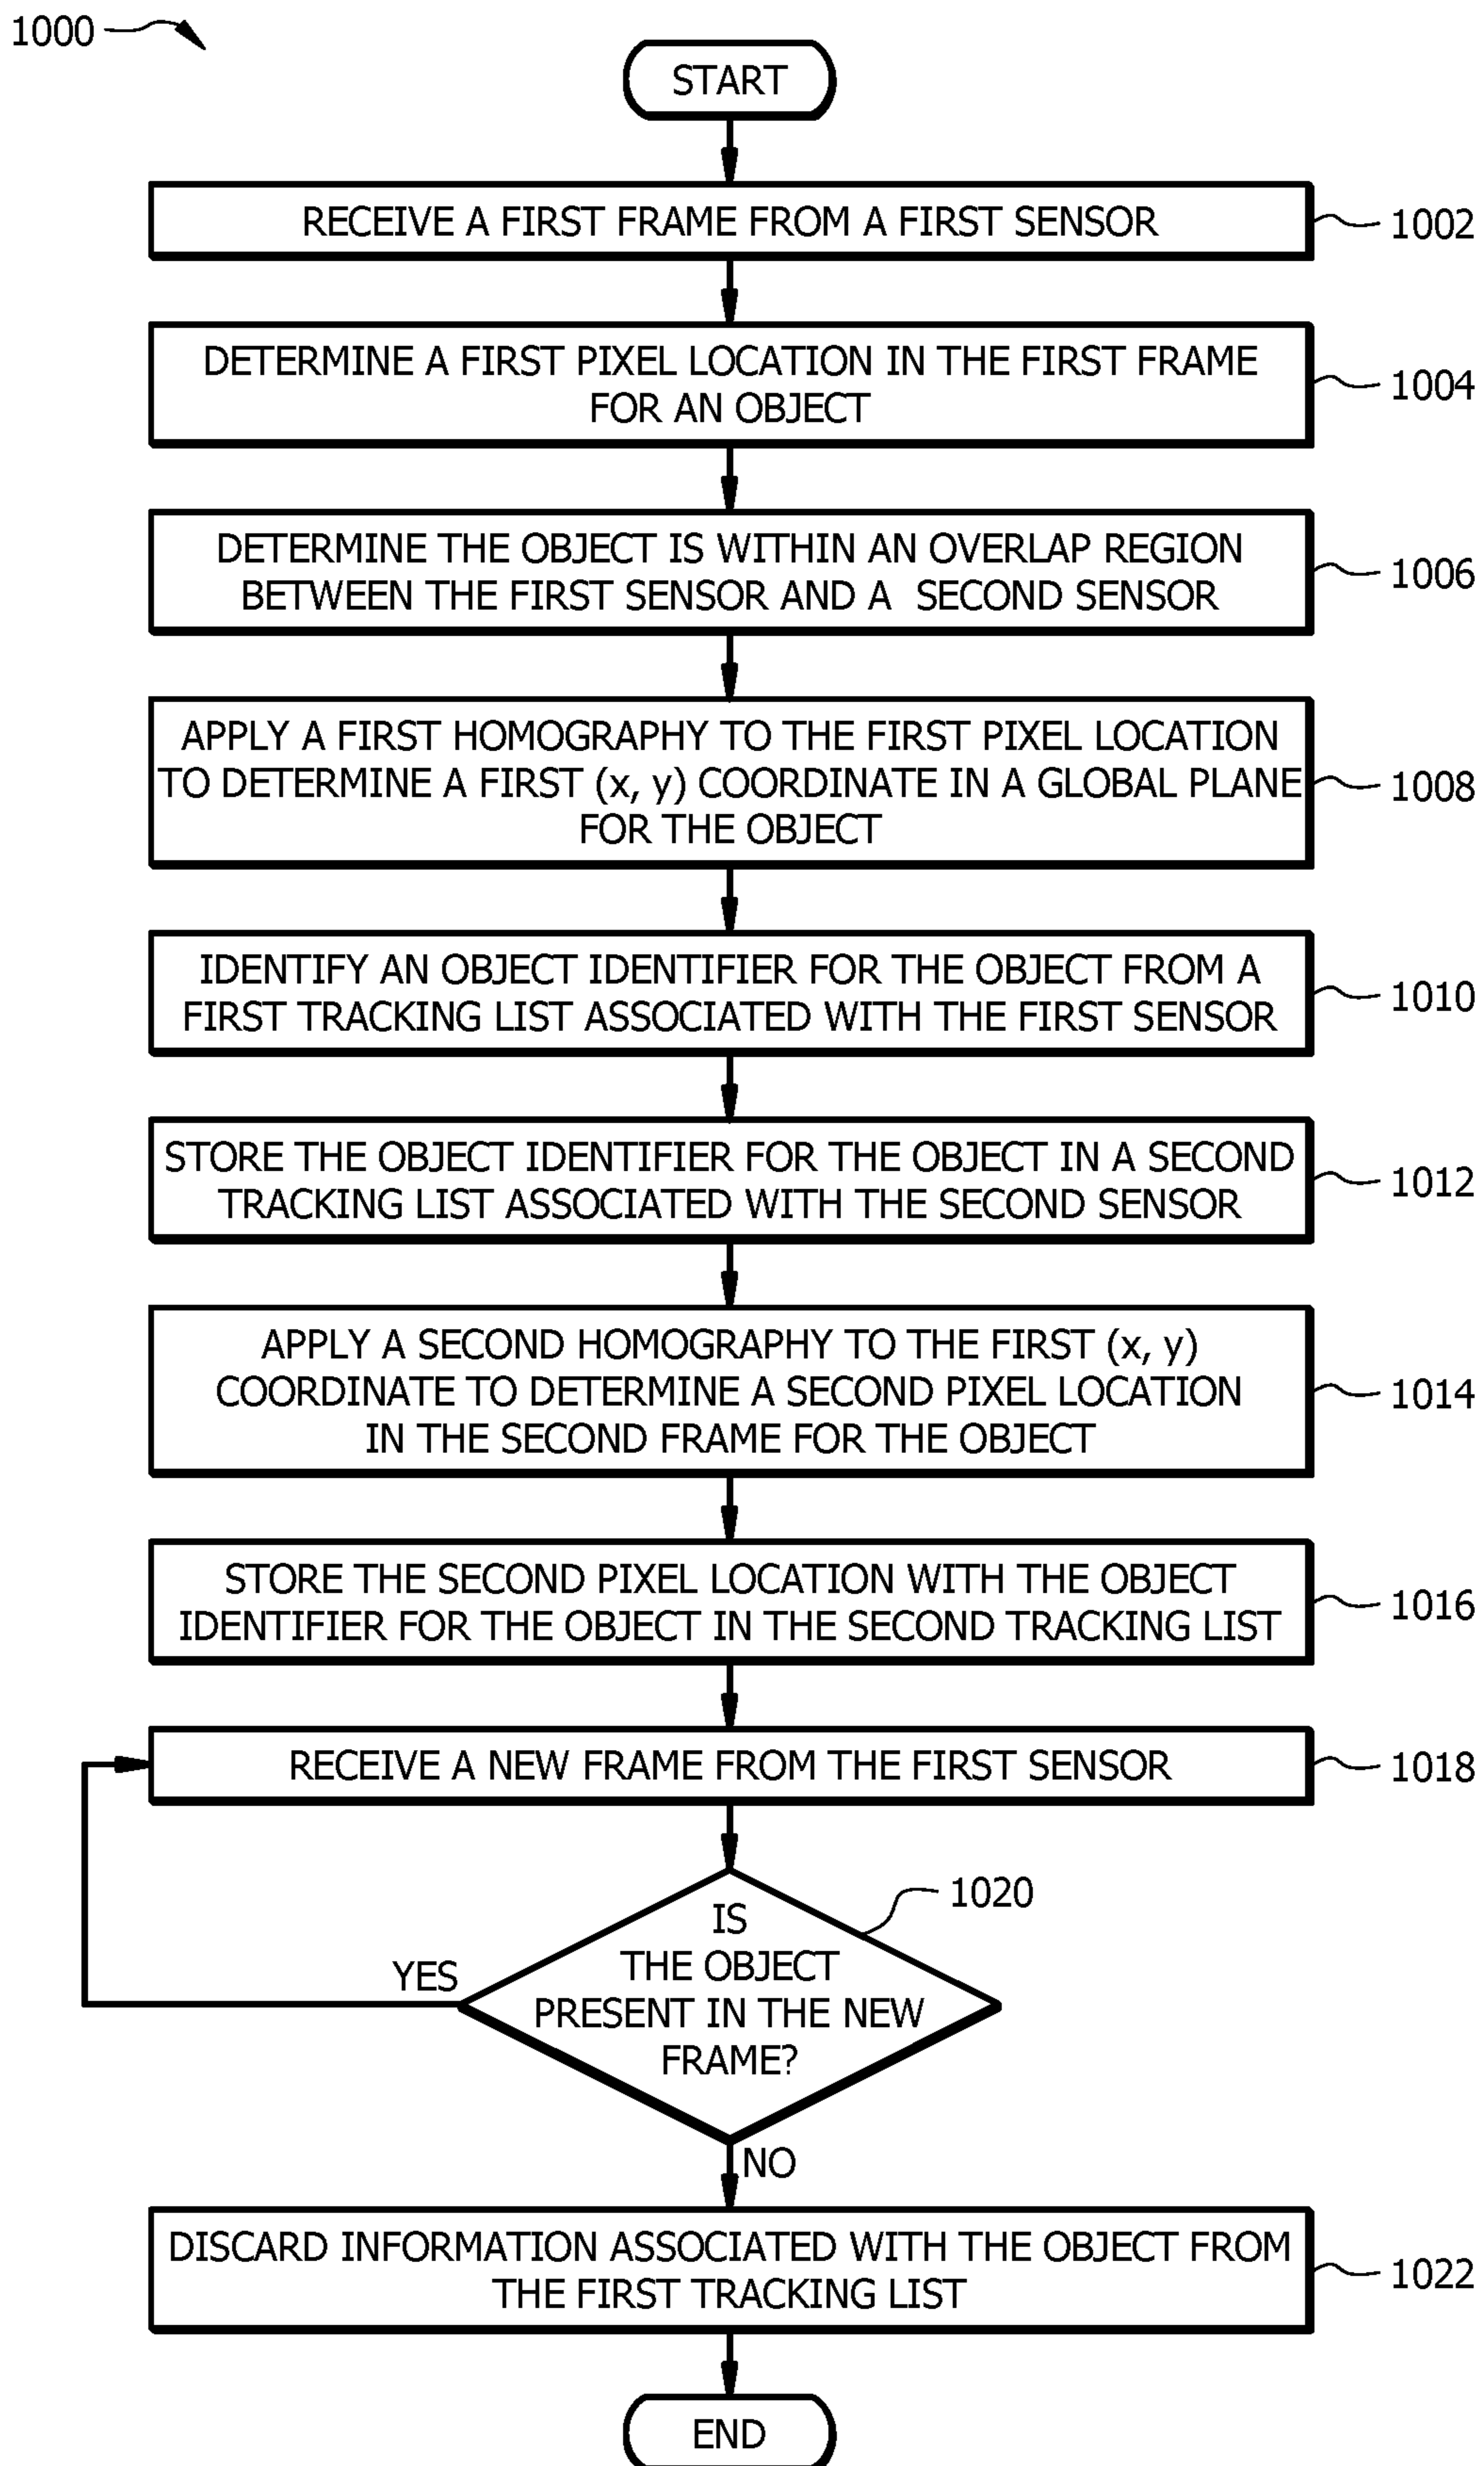 1000
START
RECEIVE A FIRST FRAME FROM A FIRST SENSOR
1002
DETERMINE A FIRST PIXEL LOCATION IN THE FIRST FRAME
FOR AN OBJECT
1004
DETERMINE THE OBJECT IS WITHIN AN OVERLAP REGION
BETWEEN THE FIRST SENSOR AND A SECOND SENSOR
1006
APPLY A FIRST HOMOGRAPHY TO THE FIRST PIXEL LOCATION
TO DETERMINE A FIRST (x, y) COORDINATE IN A GLOBAL PLANE
FOR THE OBJECT
1008
IDENTIFY AN OBJECT IDENTIFIER FOR THE OBJECT FROM A
FIRST TRACKING LIST ASSOCIATED WITH THE FIRST SENSOR
1010
STORE THE OBJECT IDENTIFIER FOR THE OBJECT IN A SECOND
TRACKING LIST ASSOCIATED WITH THE SECOND SENSOR
1012
APPLY A SECOND HOMOGRAPHY TO THE FIRST (x, y)
COORDINATE TO DETERMINE A SECOND PIXEL LOCATION
IN THE SECOND FRAME FOR THE OBJECT
1014
STORE THE SECOND PIXEL LOCATION WITH THE OBJECT
IDENTIFIER FOR THE OBJECT IN THE SECOND TRACKING LIST
1016
RECEIVE A NEW FRAME FROM THE FIRST SENSOR
1018
IS
THE OBJECT
PRESENT IN THE NEW
FRAME?
1020
YES
NO
DISCARD INFORMATION ASSOCIATED WITH THE OBJECT FROM
THE FIRST TRACKING LIST
1022
END